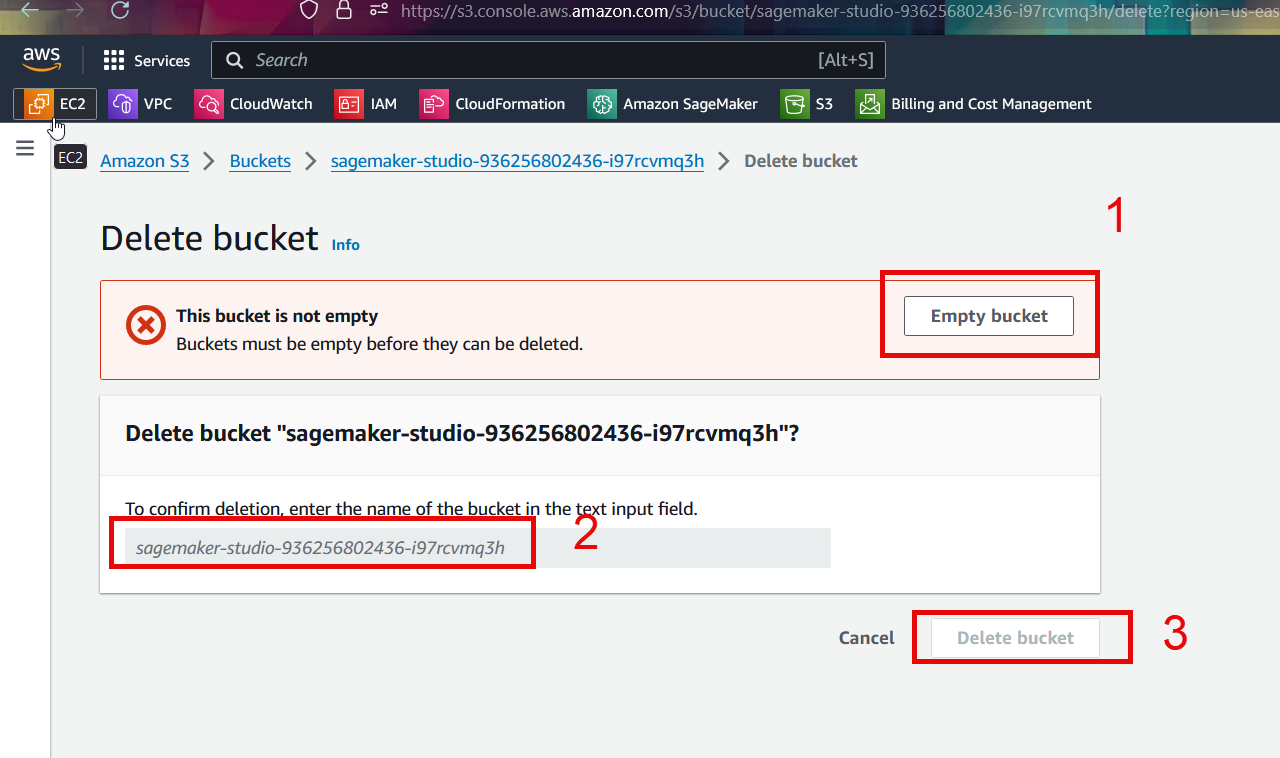 https://s3.console.aws.amazon.com/s3/bucket/sagemaker-studio-936256802436-i97rcvmq3h/delete?region=us-eas
aws
Services
Search
[Alt+S]
EC2
VPC
CloudWatch
IAM
CloudFormation
Amazon SageMaker
S3
Billing and Cost Management
EC2
Amazon S3
Buckets
sagemaker-studio-936256802436-i97rcvmq3h
Delete bucket
1
Delete bucket Info
This bucket is not empty
Buckets must be empty before they can be deleted.
Empty bucket
Delete bucket "sagemaker-studio-936256802436-i97rcvmq3h"?
To confirm deletion, enter the name of the bucket in the text input field.
sagemaker-studio-936256802436-i97rcvmq3h
2
Cancel
Delete bucket
3